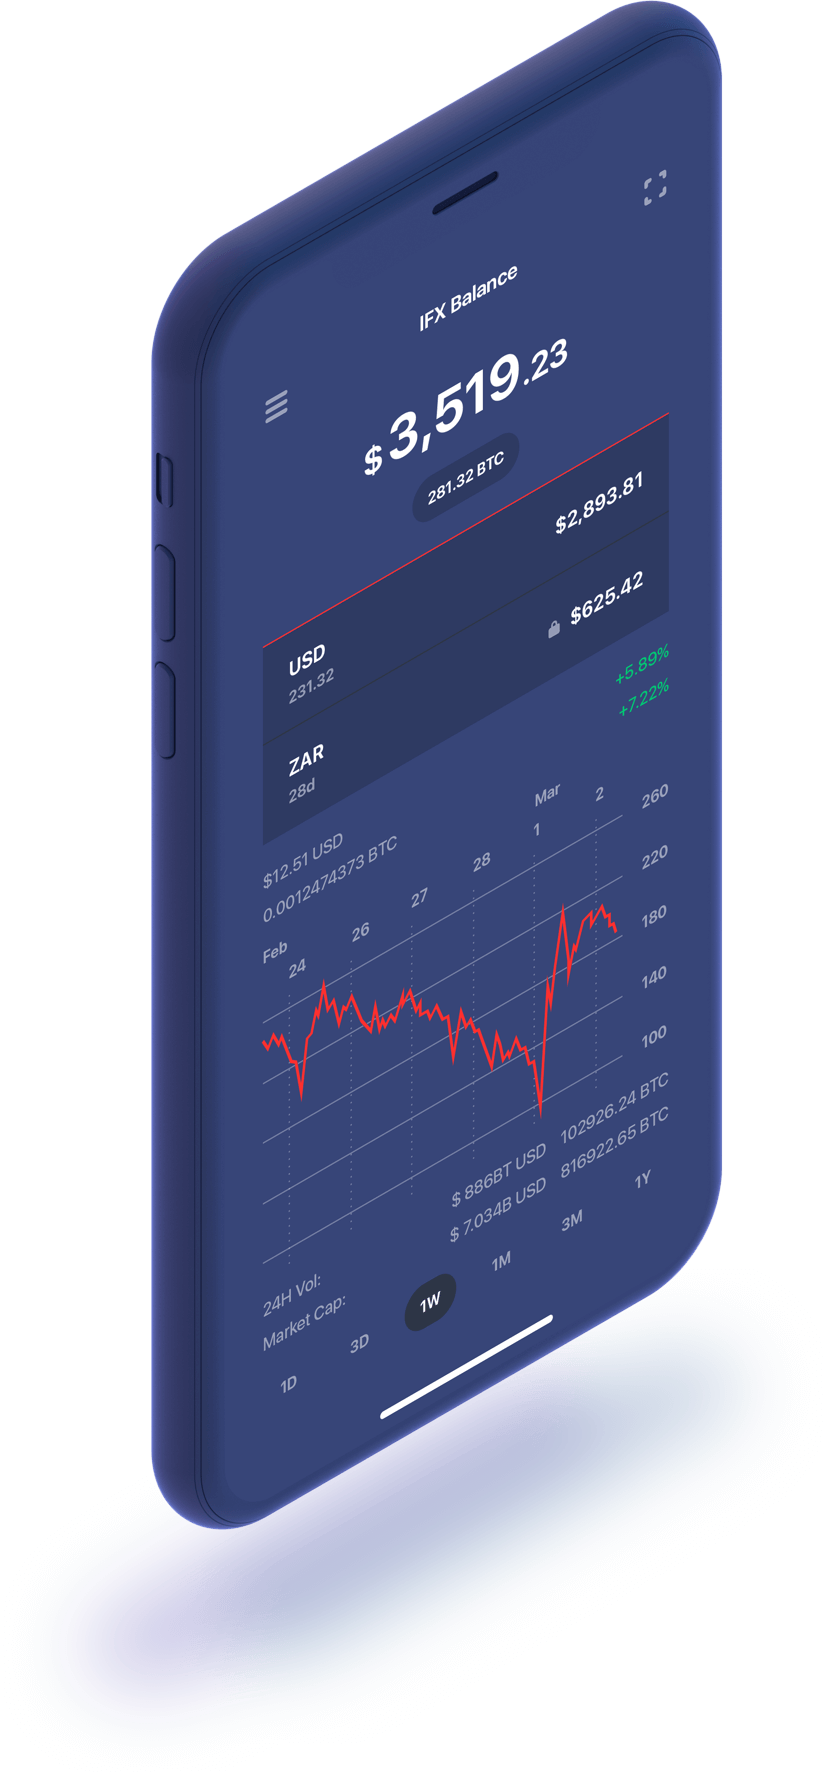 IFX Balance
$3,519.23
281.32 BTC
USD $2,893.81
231.32
ZAR $625.42
28d
$12.51 USD +5.89%
0.0012474373 BTC +7.22%
Feb Mar
24 26 27 28 1 2
260
220
180
140
100
24H Vol: $ 886BT USD 102926.24 BTC
Market Cap: $ 7.034B USD 816922.65 BTC
1D 3D 1W 1M 3M 1Y